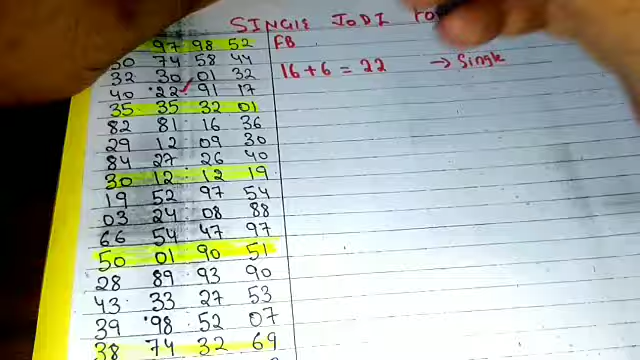 SINGLE JODI
97 98 52
FB
50 74 58 44
16+6 = 22 → Single
32 30 01 32
40 22 91 17
35 35 32 01
82 81 16 36
29 12 09 30
84 27 26 40
30 12 12 19
19 52 97 54
03 24 08 88
66 54 47 97
50 01 90 51
28 89 93 90
43 33 27 53
39 98 52 07
38 74 32 69